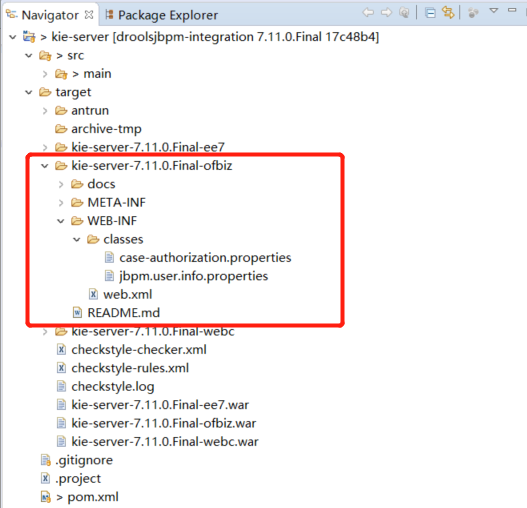 Navigator Package Explorer
> kie-server [droolsjbpm-integration 7.11.0.Final 17c48b4]
> src
> main
target
antrun
archive-tmp
kie-server-7.11.0.Final-ee7
kie-server-7.11.0.Final-ofbiz
docs
META-INF
WEB-INF
classes
case-authorization.properties
jbpm.user.info.properties
web.xml
README.md
kie-server-7.11.0.Final-webc
checkstyle-checker.xml
checkstyle-rules.xml
checkstyle.log
kie-server-7.11.0.Final-ee7.war
kie-server-7.11.0.Final-ofbiz.war
kie-server-7.11.0.Final-webc.war
.gitignore
.project
> pom.xml